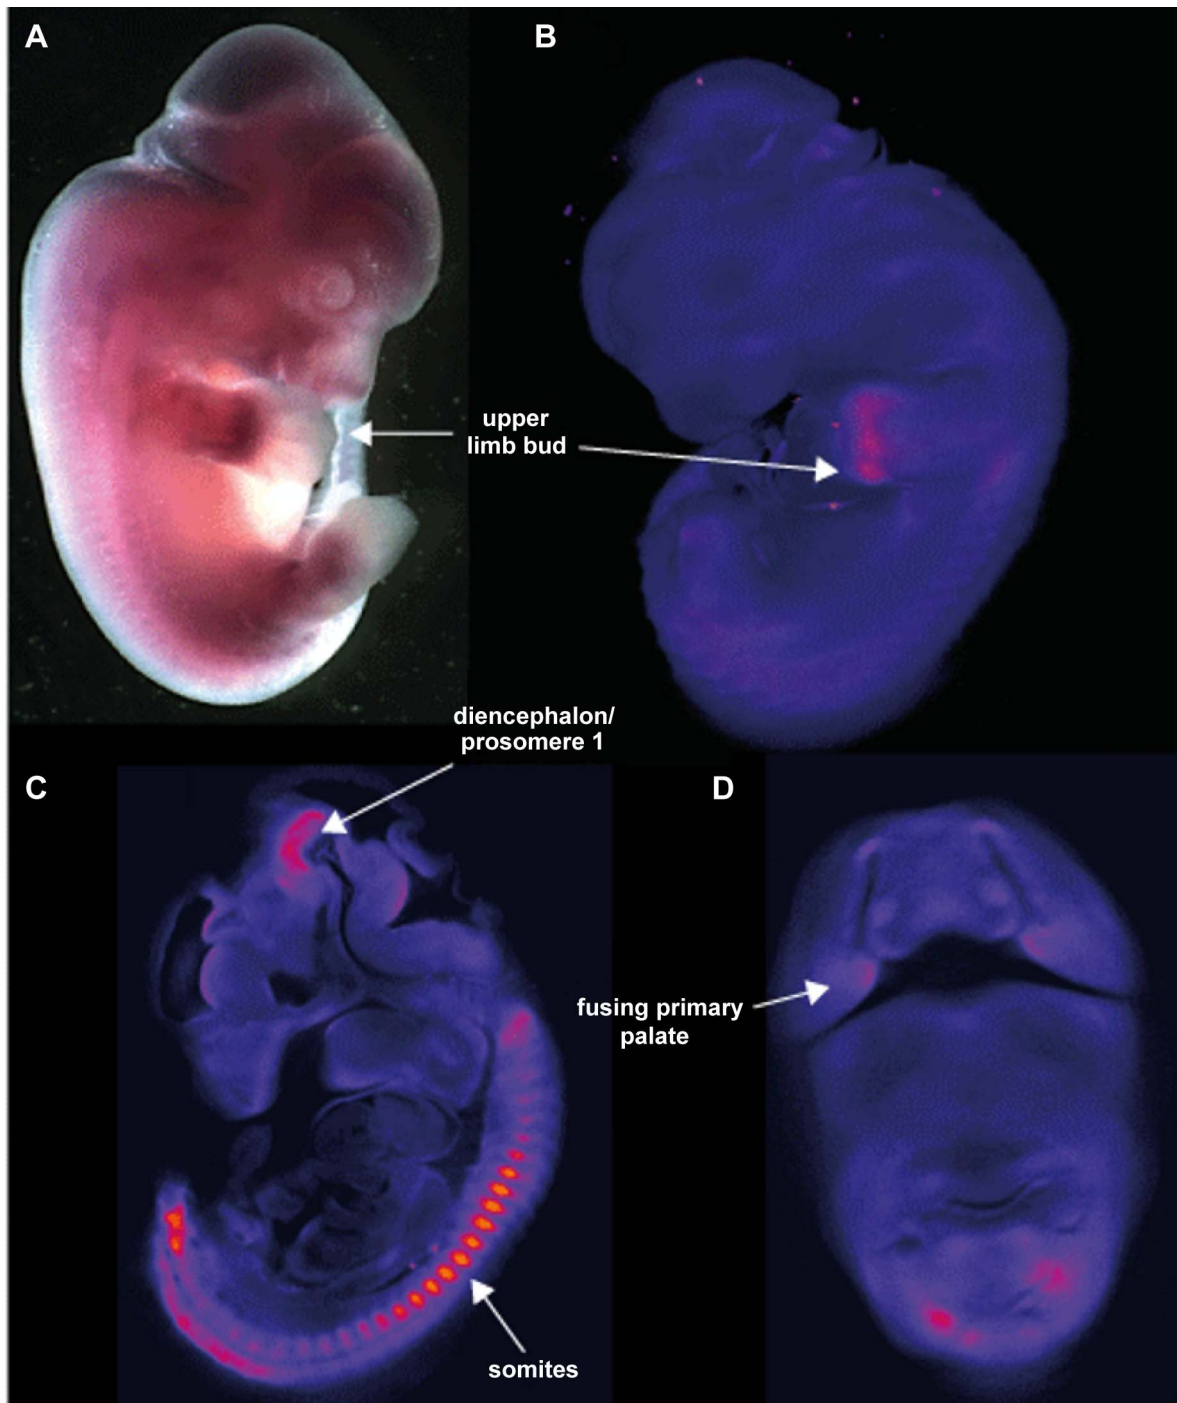 A
B
upper
limb bud
diencephalon/
prosomere 1
C
D
fusing primary
palate
somites